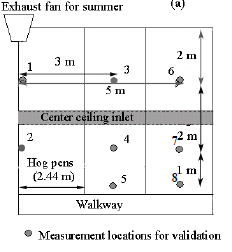 Exhaust fan for summer
(a)
3 m
2 m
1
3
6
5 m
Center ceiling inlet
2
4
7
2 m
Hog pens
(2.44 m)
5
8
1 m
Walkway
Measurement locations for validation